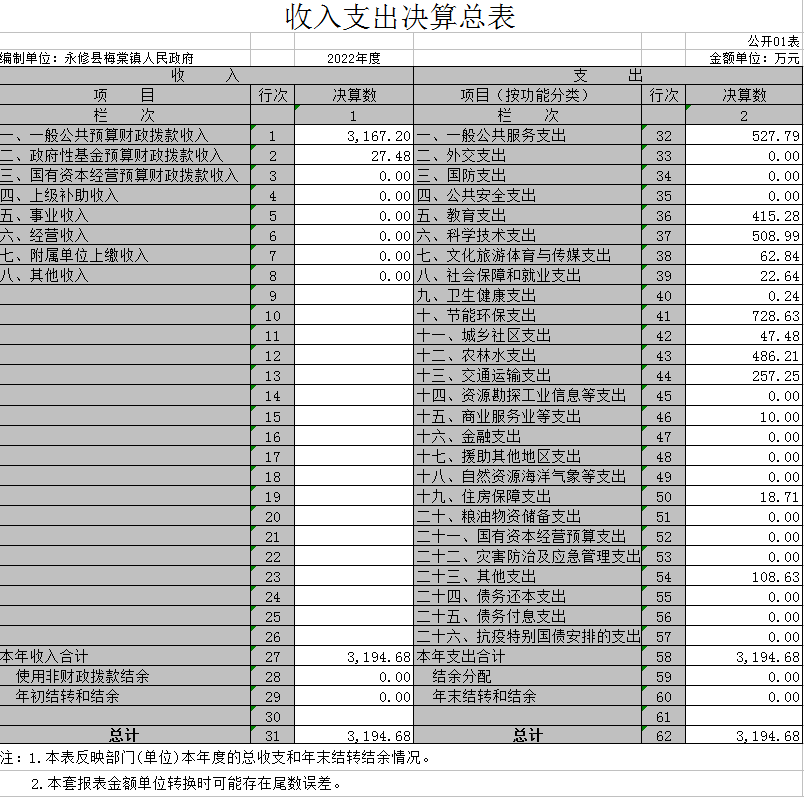 收入支出决算总表
公开01表
编制单位：永修县梅棠镇人民政府 2022年度 金额单位：万元
收 入 支 出
项 目 行次 决算数 项目（按功能分类） 行次 决算数
栏 次 1 栏 次 2
一、一般公共预算财政拨款收入 1 3,167.20 一、一般公共服务支出 32 527.79
二、政府性基金预算财政拨款收入 2 27.48 二、外交支出 33 0.00
三、国有资本经营预算财政拨款收入 3 0.00 三、国防支出 34 0.00
四、上级补助收入 4 0.00 四、公共安全支出 35 0.00
五、事业收入 5 0.00 五、教育支出 36 415.28
六、经营收入 6 0.00 六、科学技术支出 37 508.99
七、附属单位上缴收入 7 0.00 七、文化旅游体育与传媒支出 38 62.84
八、其他收入 8 0.00 八、社会保障和就业支出 39 22.64
9 九、卫生健康支出 40 0.24
10 十、节能环保支出 41 728.63
11 十一、城乡社区支出 42 47.48
12 十二、农林水支出 43 486.21
13 十三、交通运输支出 44 257.25
14 十四、资源勘探工业信息等支出 45 0.00
15 十五、商业服务业等支出 46 10.00
16 十六、金融支出 47 0.00
17 十七、援助其他地区支出 48 0.00
18 十八、自然资源海洋气象等支出 49 0.00
19 十九、住房保障支出 50 18.71
20 二十、粮油物资储备支出 51 0.00
21 二十一、国有资本经营预算支出 52 0.00
22 二十二、灾害防治及应急管理支出 53 0.00
23 二十三、其他支出 54 108.63
24 二十四、债务还本支出 55 0.00
25 二十五、债务付息支出 56 0.00
26 二十六、抗疫特别国债安排的支出 57 0.00
本年收入合计 27 3,194.68 本年支出合计 58 3,194.68
使用非财政拨款结余 28 0.00 结余分配 59 0.00
年初结转和结余 29 0.00 年末结转和结余 60 0.00
30 61
总计 31 3,194.68 总计 62 3,194.68
注：1.本表反映部门(单位)本年度的总收支和年末结转结余情况。
2.本套报表金额单位转换时可能存在尾数误差。